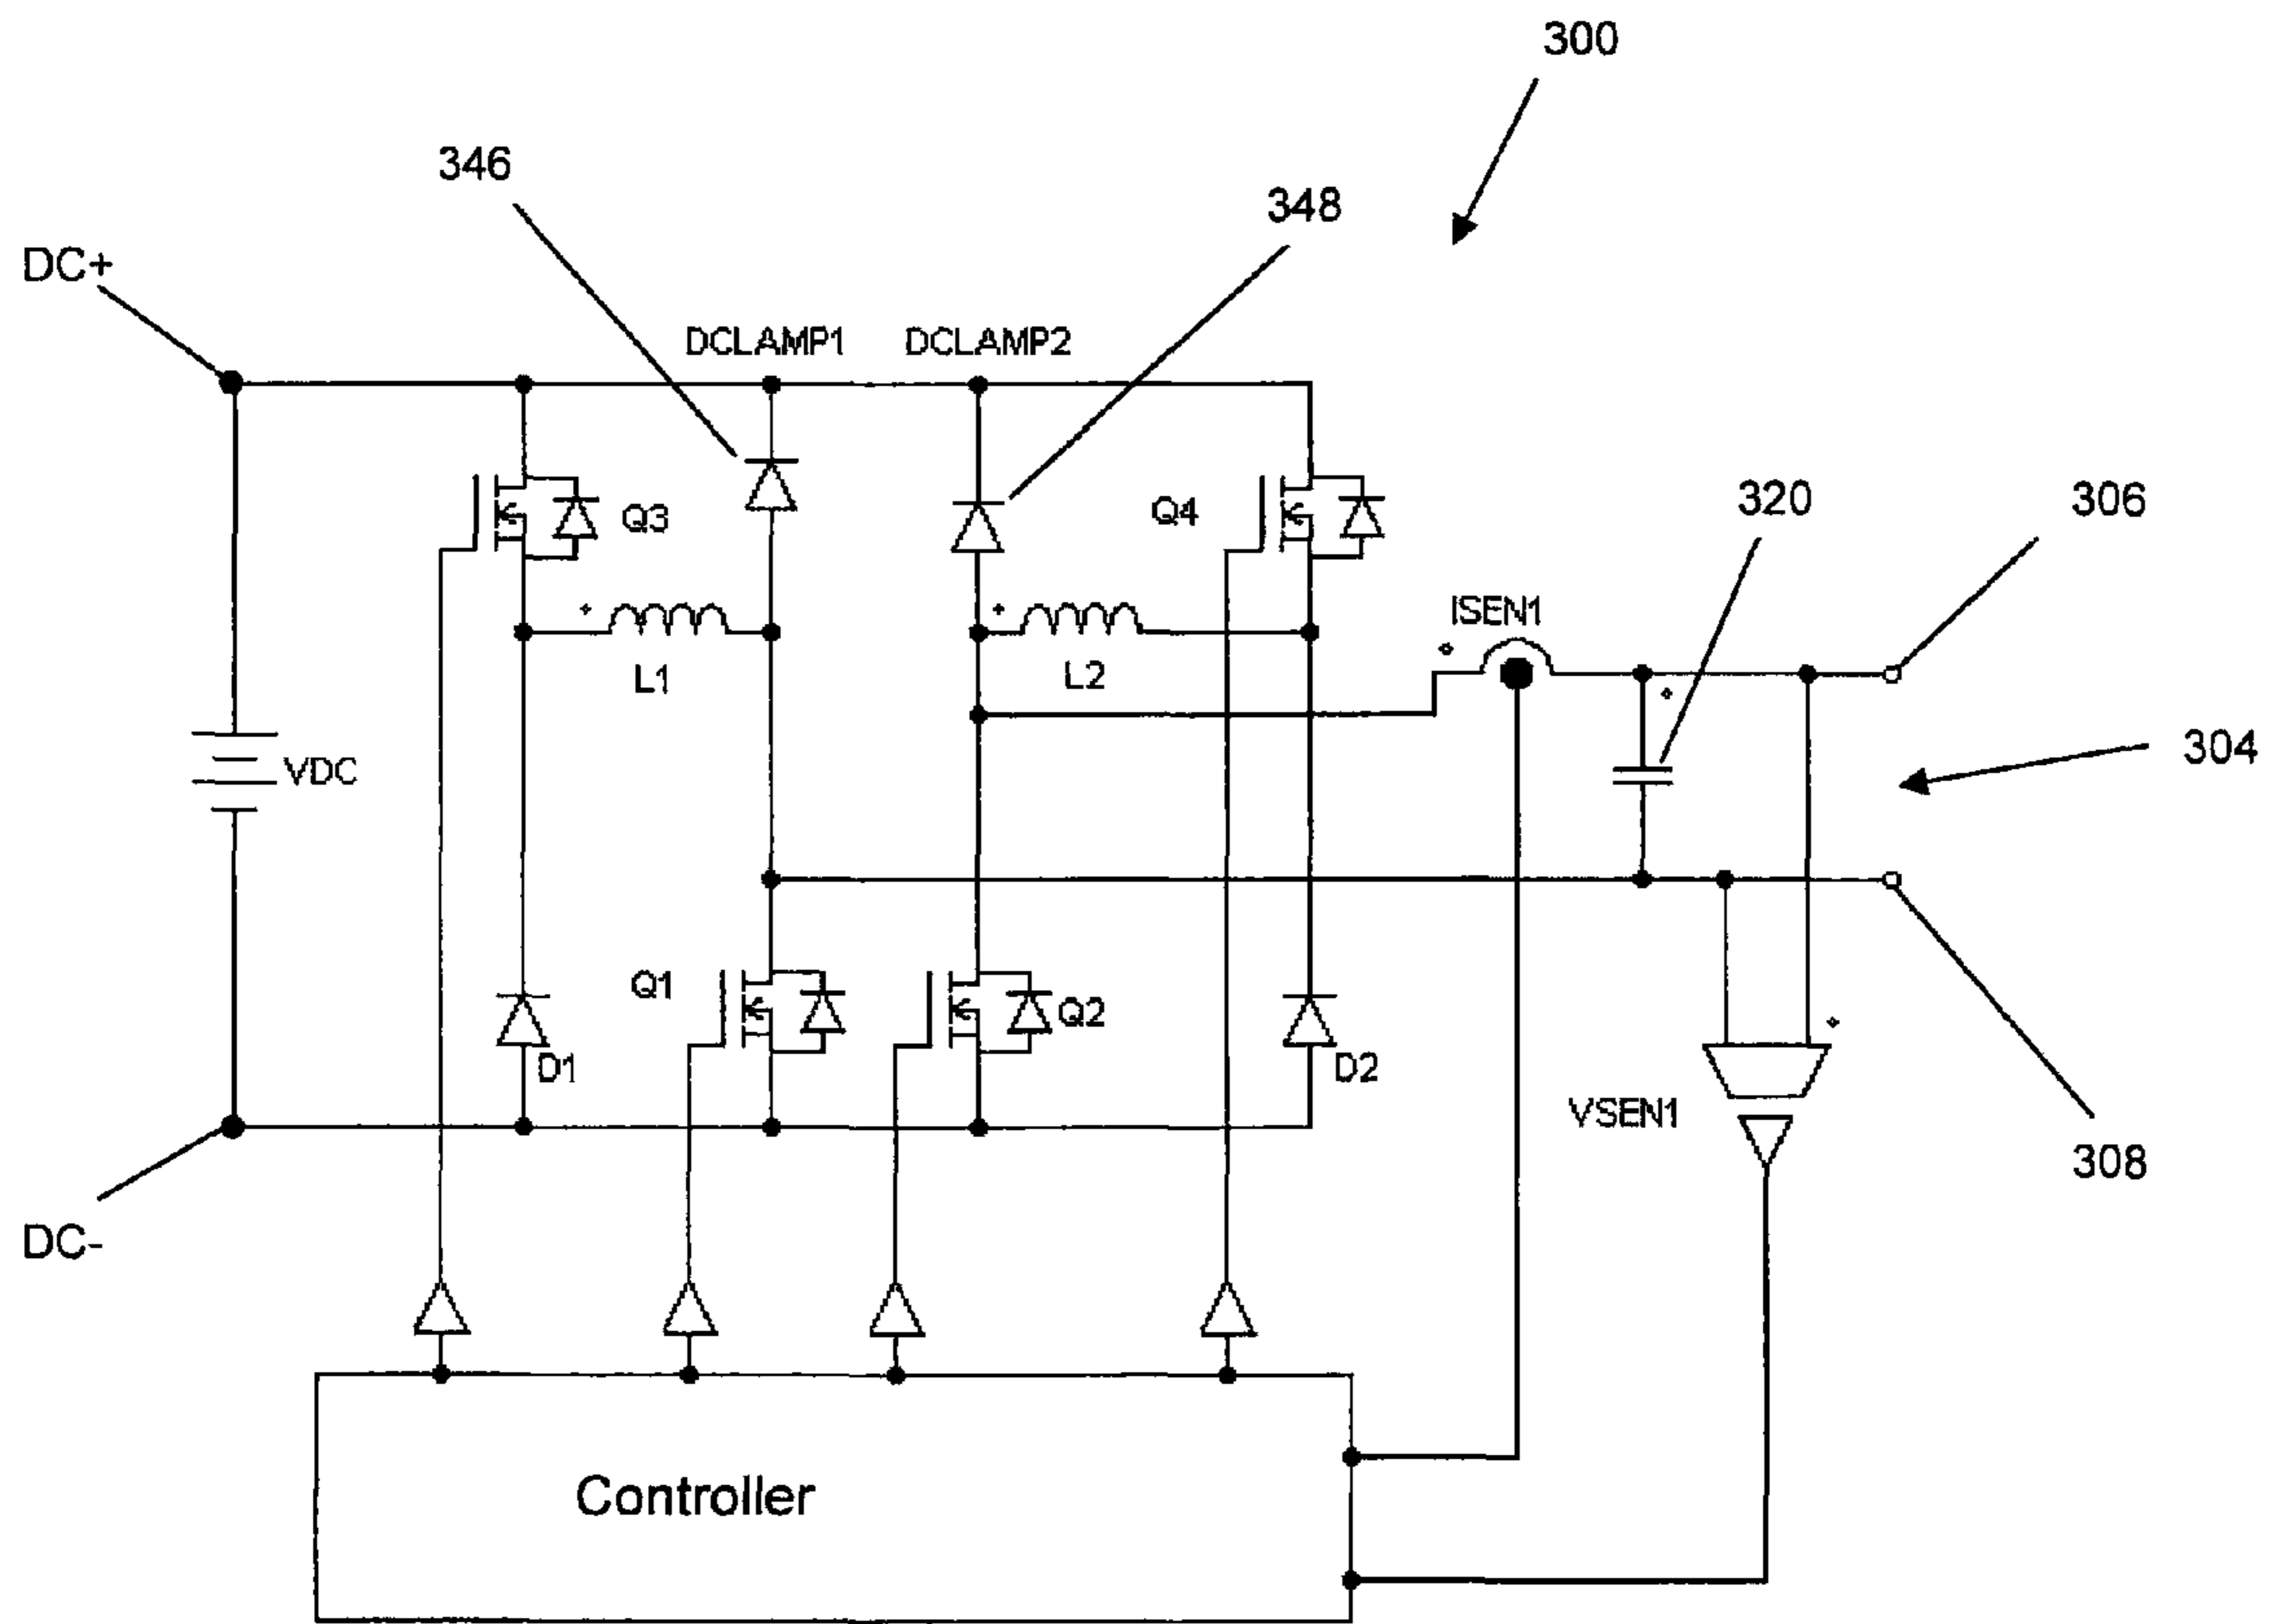 300
346
348
DC+
DCLAMP1 DCLAMP2
320
306
Q3
Q4
ISEN1
L1
L2
304
VDC
Q1
Q2
D1
D2
VSEN1
308
DC-
Controller